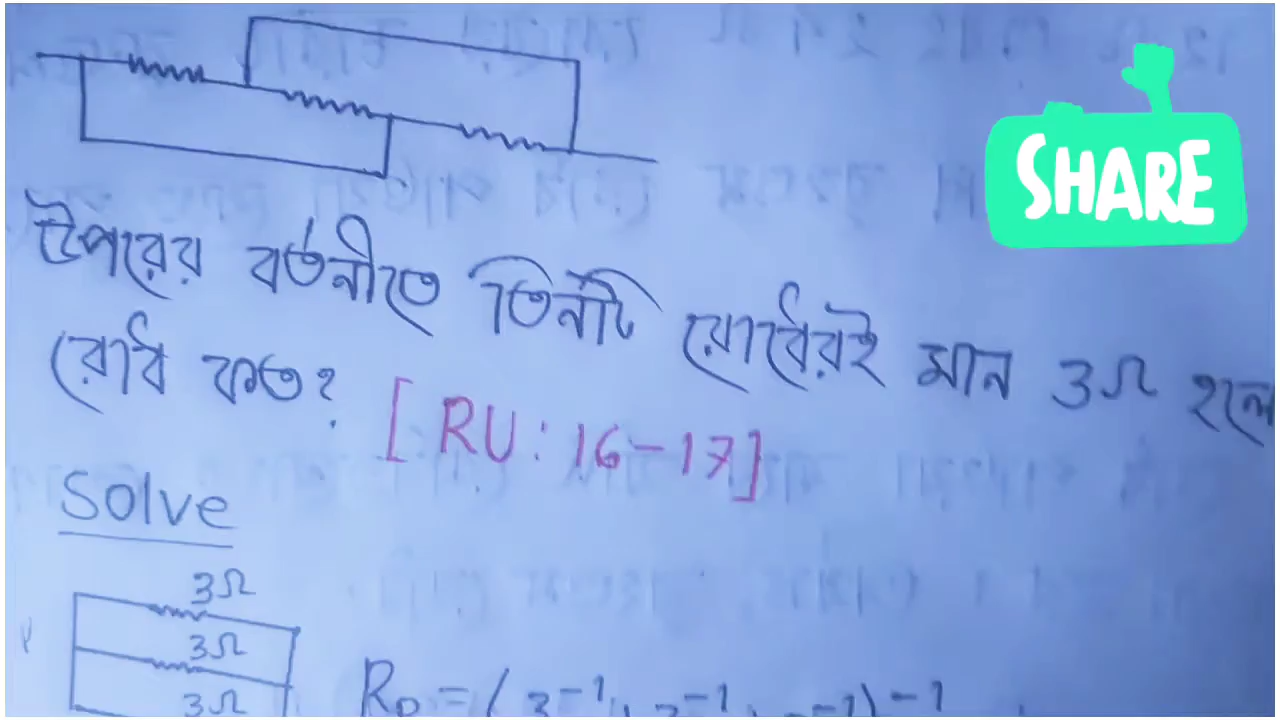 SHARE
উপরের বর্তনীতে তিনটি রোধেরই মান 3Ω হলে
রোধ কত?
[RU: 16-17]
Solve
3Ω
3Ω
3Ω